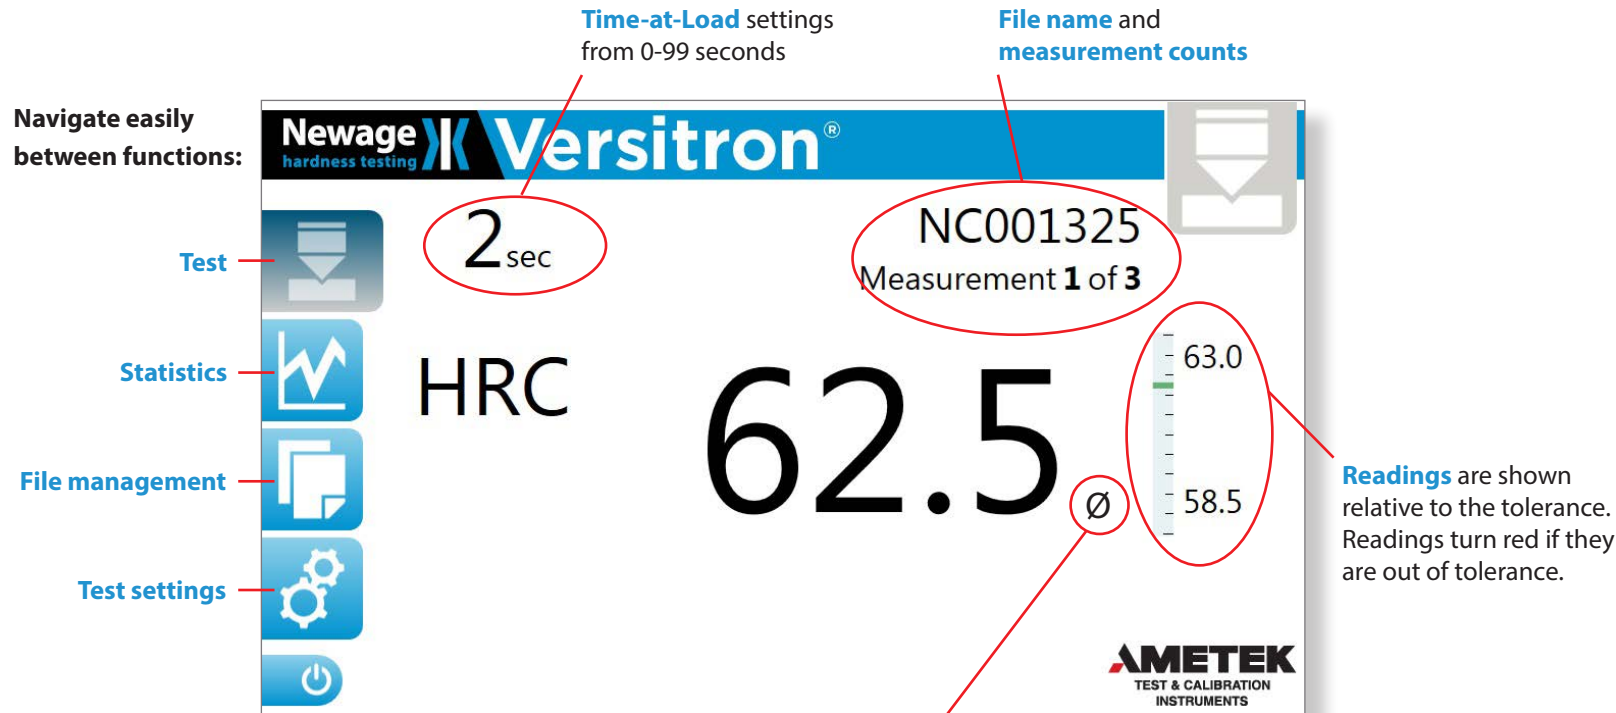 Time-at-Load settings
from 0-99 seconds
File name and
measurement counts
Navigate easily
between functions:
Newage
hardness testing
Versitron®
2 sec
NC001325
Measurement 1 of 3
Test
Statistics
File management
Test settings
HRC
62.5
Ø
63.0
58.5
Readings are shown
relative to the tolerance.
Readings turn red if they
are out of tolerance.
AMETEK
TEST & CALIBRATION
INSTRUMENTS